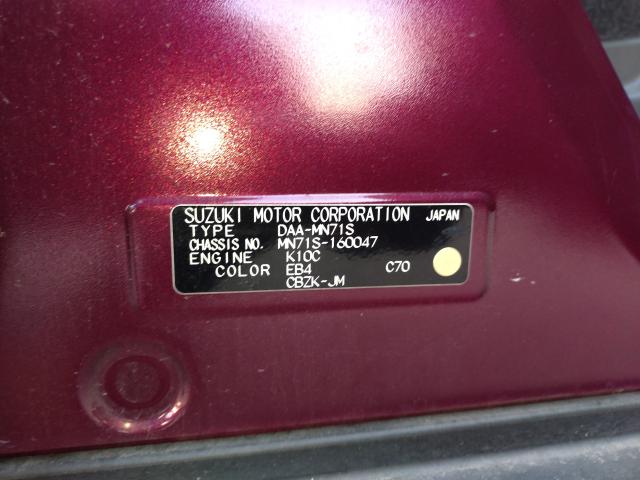 SUZUKI MOTOR CORPORATION JAPAN
TYPE DAA-MN71S
CHASSIS NO. MN71S-160047
ENGINE K10C
COLOR EB4 C70
CBZK-JM